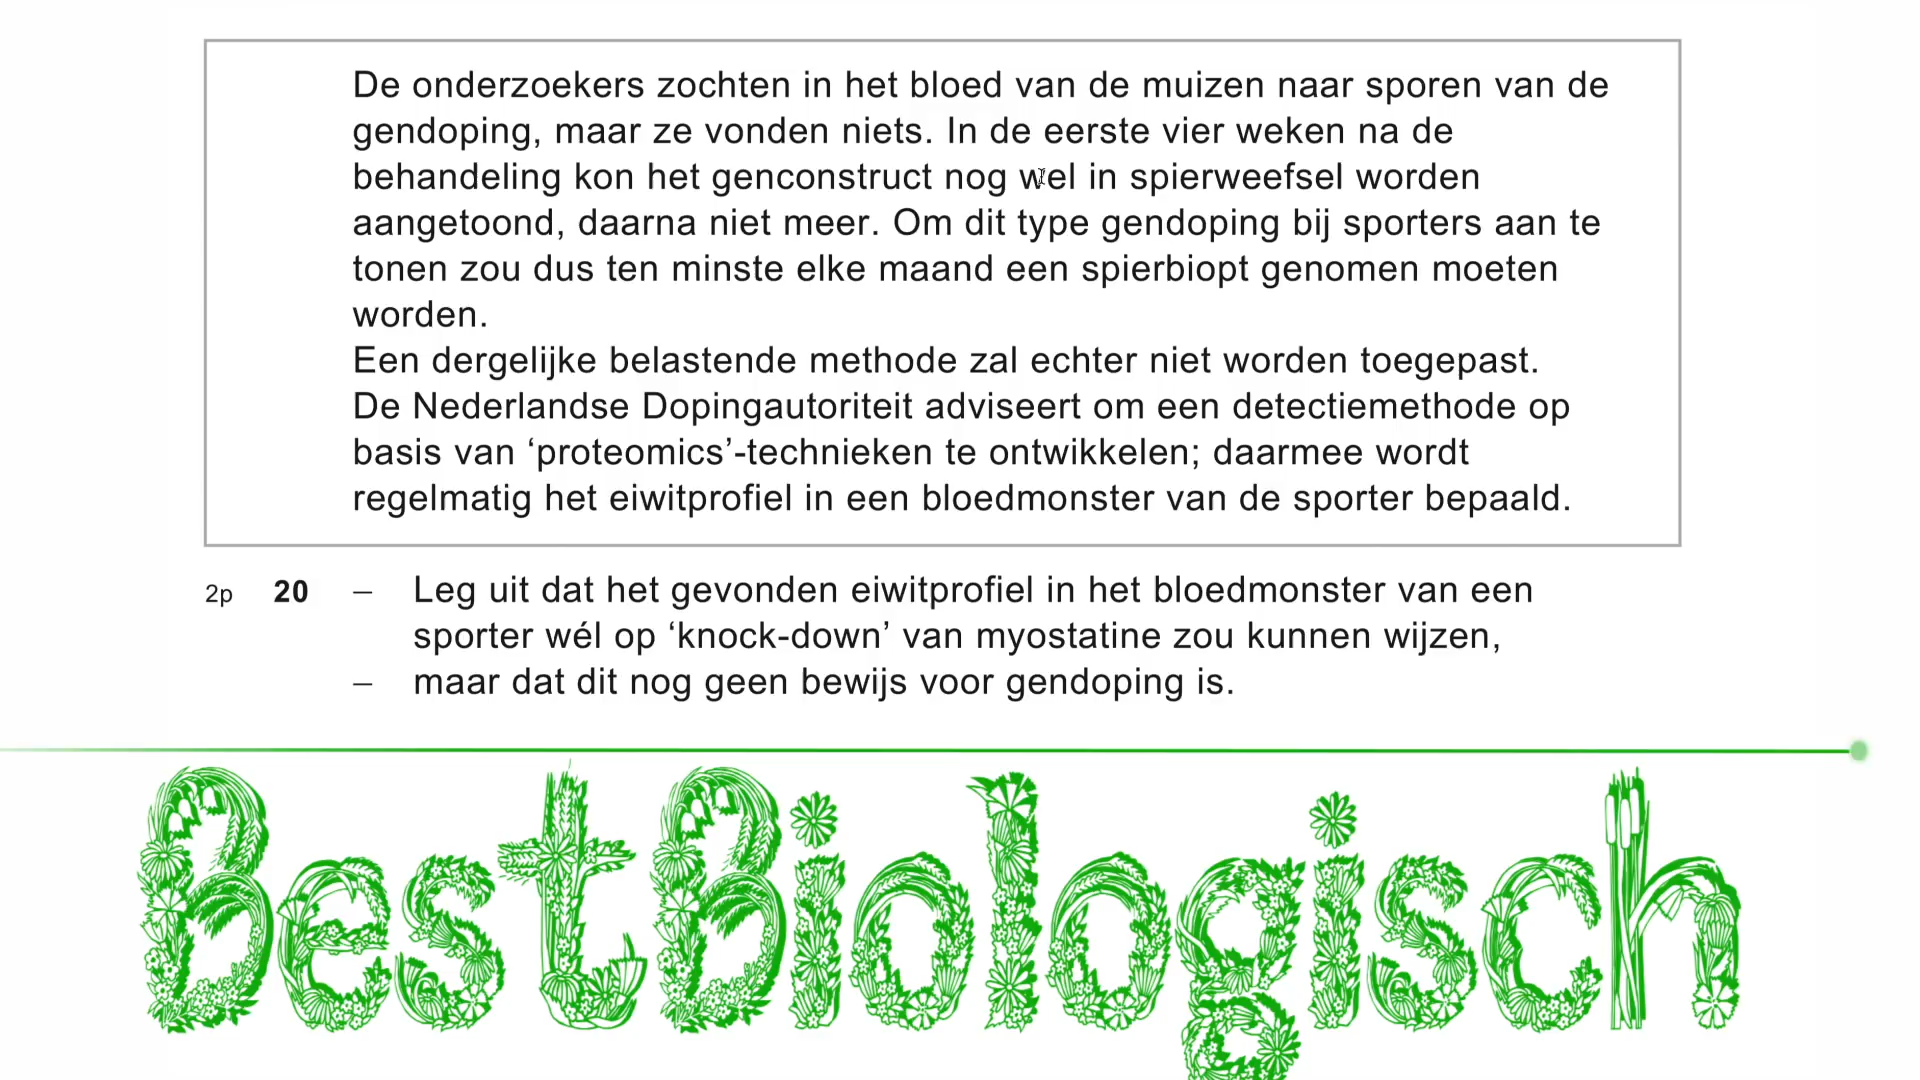 De onderzoekers zochten in het bloed van de muizen naar sporen van de
gendoping, maar ze vonden niets. In de eerste vier weken na de
behandeling kon het genconstruct nog wel in spierweefsel worden
aangetoond, daarna niet meer. Om dit type gendoping bij sporters aan te
tonen zou dus ten minste elke maand een spierbiopt genomen moeten
worden.
Een dergelijke belastende methode zal echter niet worden toegepast.
De Nederlandse Dopingautoriteit adviseert om een detectiemethode op
basis van ‘proteomics’-technieken te ontwikkelen; daarmee wordt
regelmatig het eiwitprofiel in een bloedmonster van de sporter bepaald.
2p 20 – Leg uit dat het gevonden eiwitprofiel in het bloedmonster van een
sporter wél op ‘knock-down’ van myostatine zou kunnen wijzen,
– maar dat dit nog geen bewijs voor gendoping is.
BestBiologisch